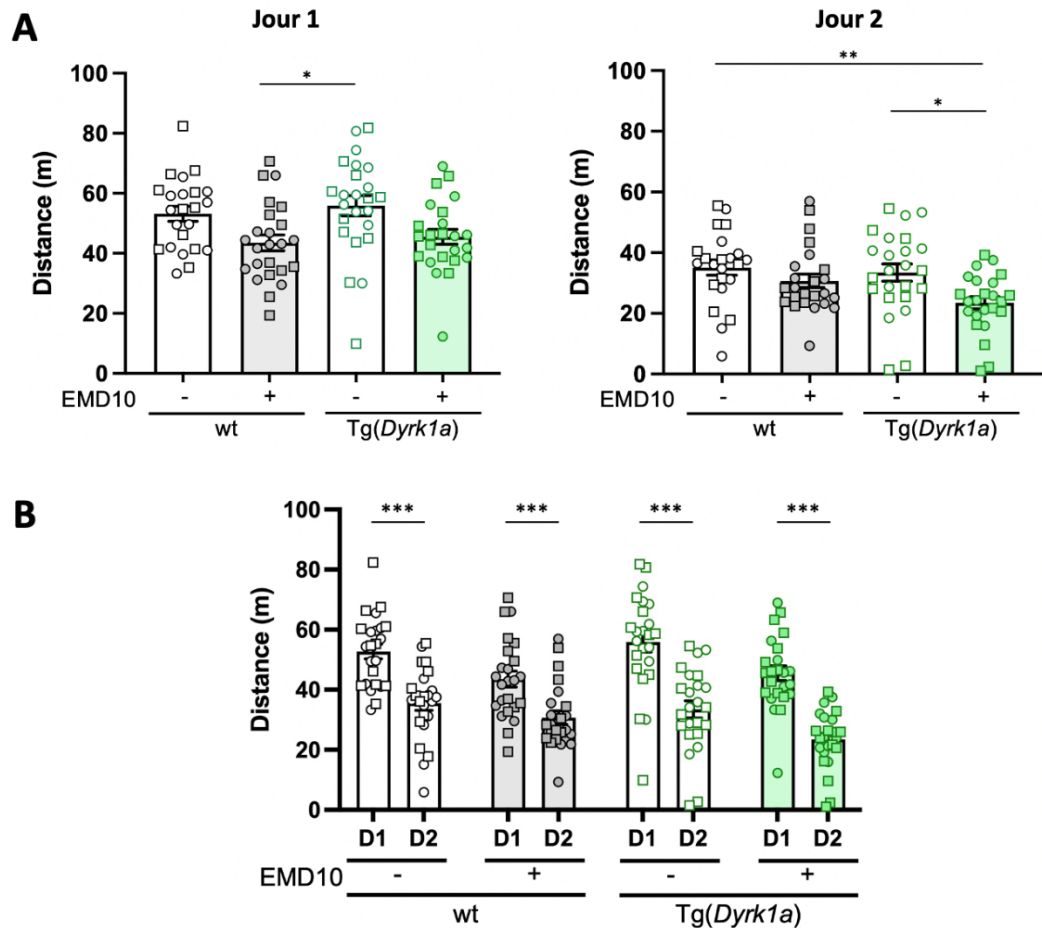 A
Jour 1
Jour 2
*
**
*
100
80
60
40
20
0
Distance (m)
100
80
60
40
20
0
Distance (m)
EMD10 - + - +
wt Tg(Dyrk1a)
EMD10 - + - +
wt Tg(Dyrk1a)
B
*** *** *** ***
100
80
60
40
20
0
Distance (m)
D1 D2 D1 D2 D1 D2 D1 D2
EMD10 - + - +
wt Tg(Dyrk1a)